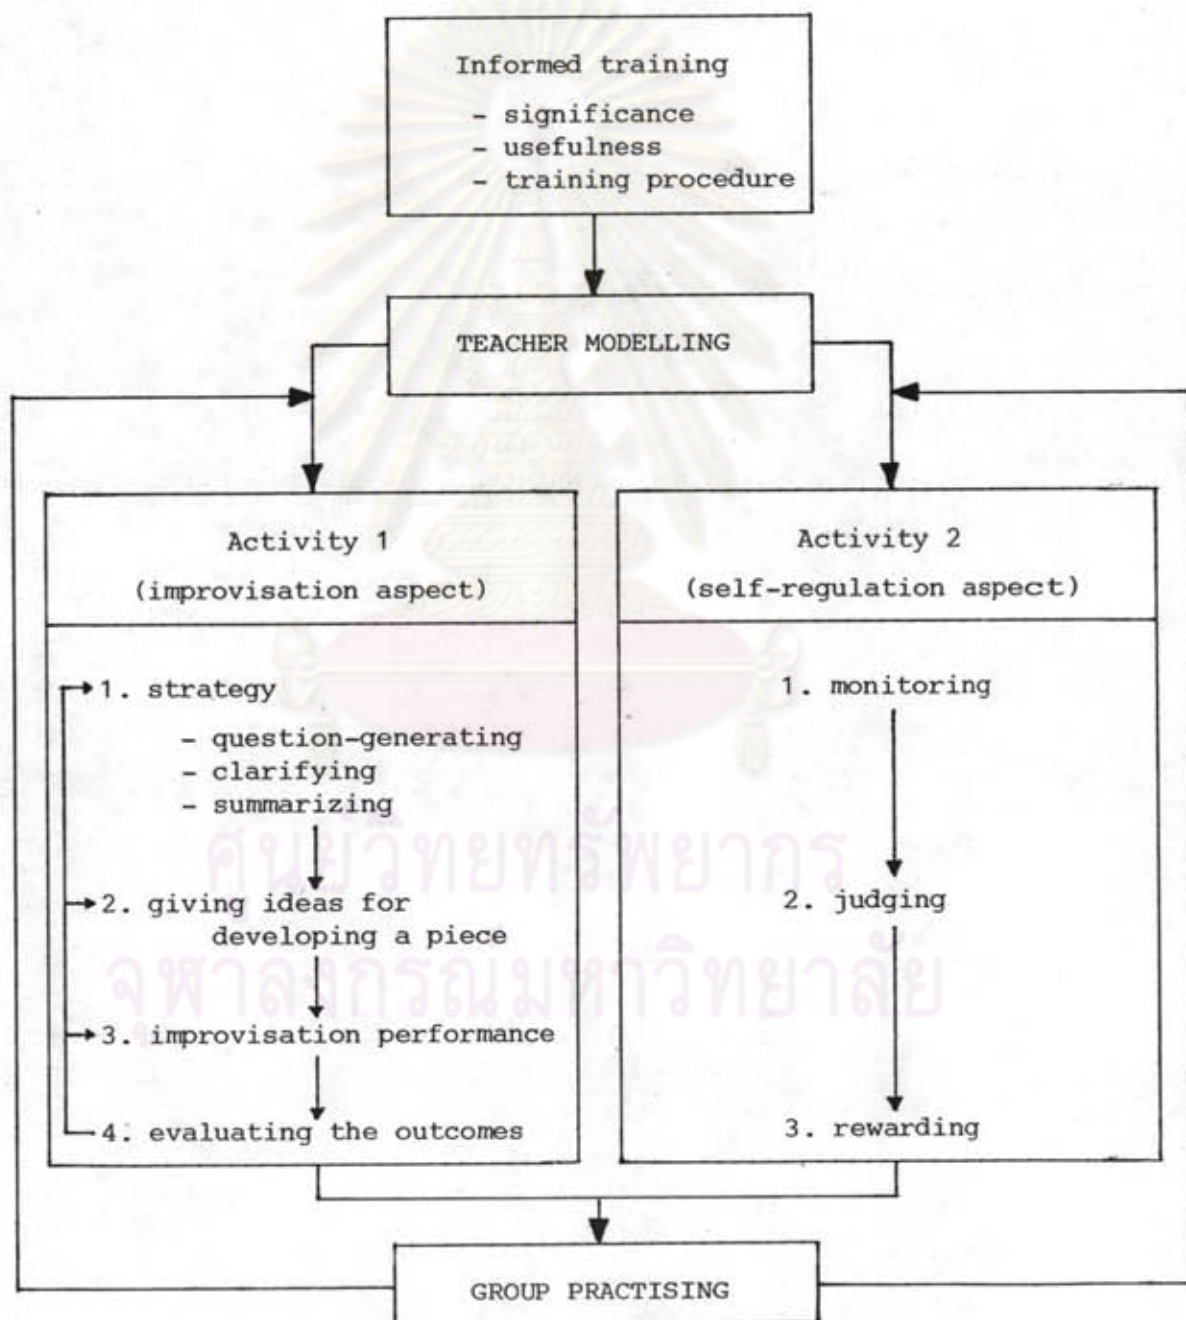 Informed training
- significance
- usefulness
- training procedure
TEACHER MODELLING
Activity 1
(improvisation aspect)
1. strategy
- question-generating
- clarifying
- summarizing
2. giving ideas for
developing a piece
3. improvisation performance
4. evaluating the outcomes
Activity 2
(self-regulation aspect)
1. monitoring
2. judging
3. rewarding
ศูนย์วิทยทรัพยากร
จุฬาลงกรณ์มหาวิทยาลัย
GROUP PRACTISING